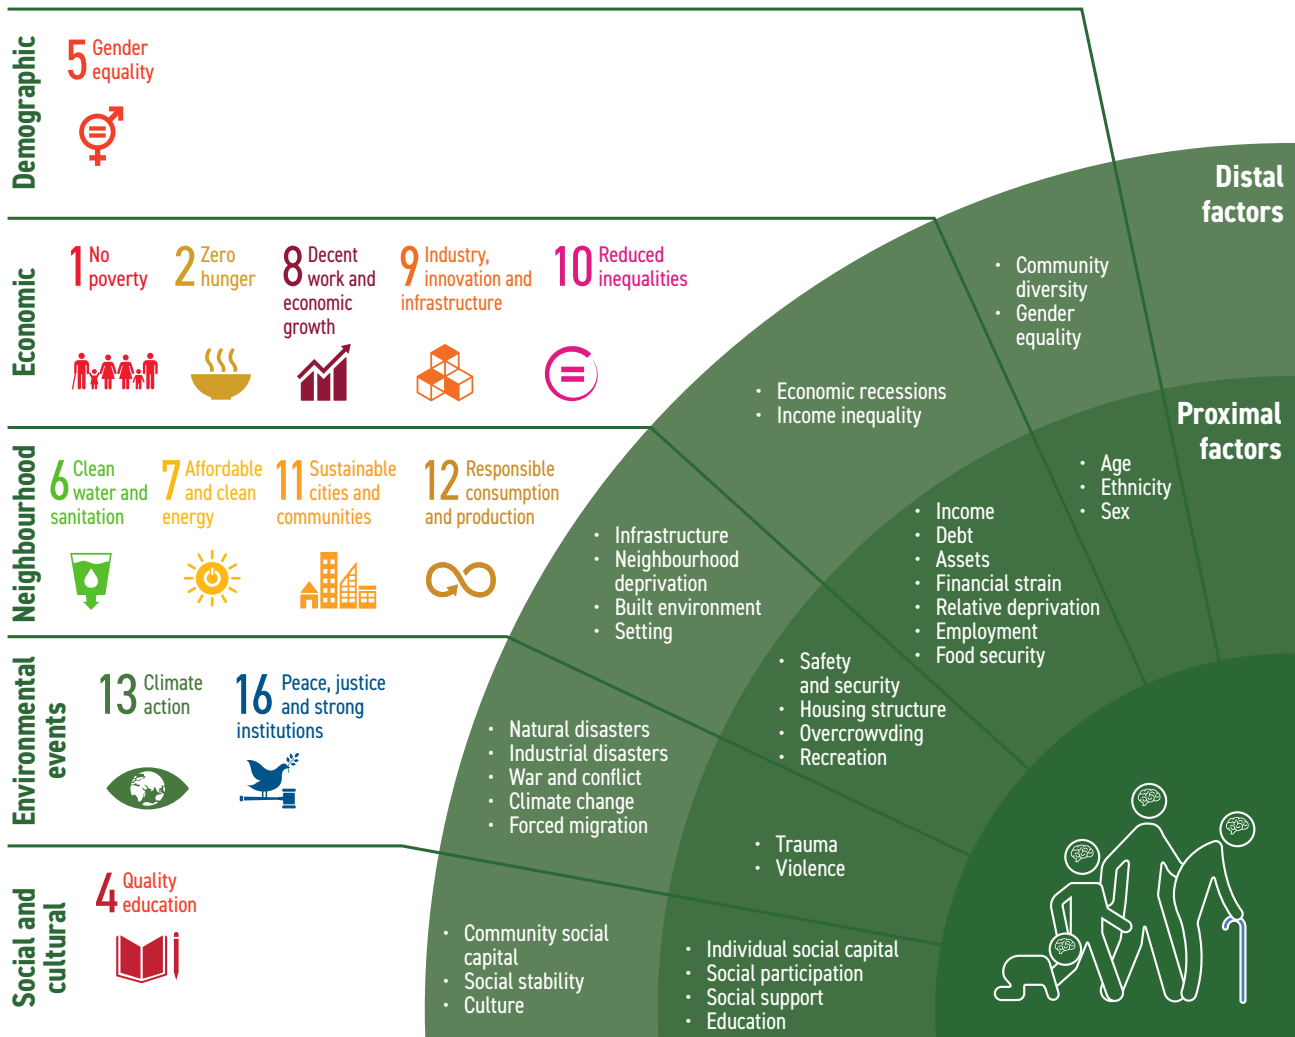 Demographic
5 Gender
equality
Distal
factors
Community
diversity
Gender
equality
Economic
1 No
poverty
2 Zero
hunger
8 Decent
work and
economic
growth
9 Industry,
innovation and
infrastructure
10 Reduced
inequalities
Economic recessions
Income inequality
Proximal
factors
Age
Ethnicity
Sex
Income
Debt
Assets
Financial strain
Relative deprivation
Employment
Food security
Neighbourhood
6 Clean
water and
sanitation
7 Affordable
and clean
energy
11 Sustainable
cities and
communities
12 Responsible
consumption
and production
Infrastructure
Neighbourhood
deprivation
Built environment
Setting
Safety
and security
Housing structure
Overcrowvding
Recreation
Environmental
events
13 Climate
action
16 Peace, justice
and strong
institutions
Natural disasters
Industrial disasters
War and conflict
Climate change
Forced migration
Trauma
Violence
Social and
cultural
4 Quality
education
Community social
capital
Social stability
Culture
Individual social capital
Social participation
Social support
Education